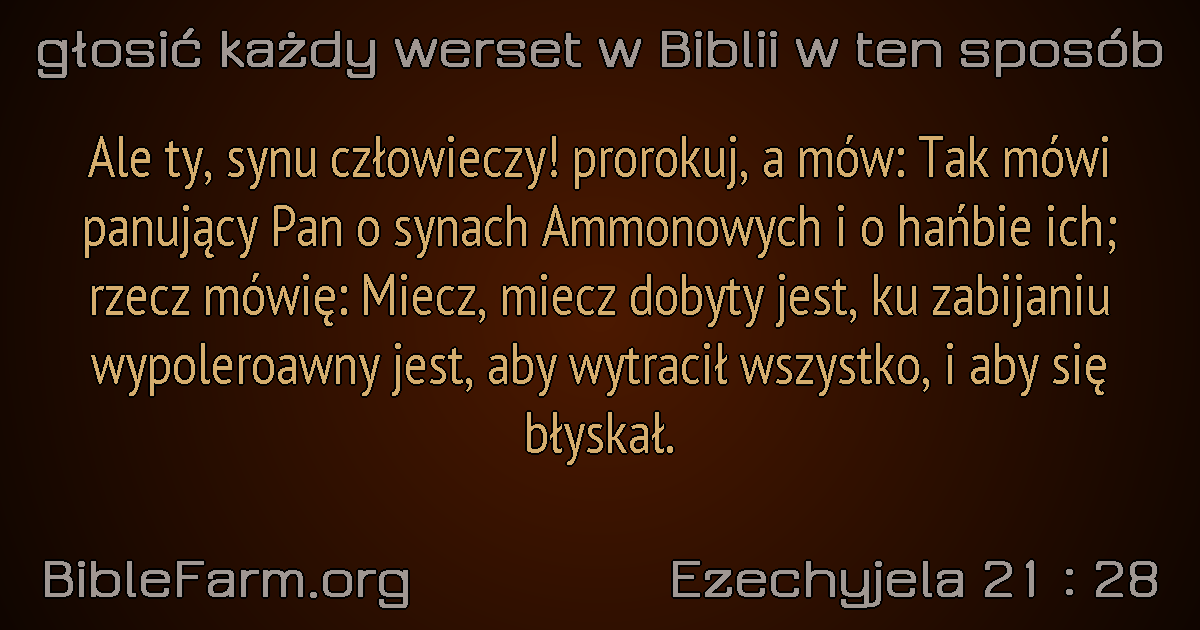 głosić każdy werset w Biblii w ten sposób
Ale ty, synu człowieczy! prorokuj, a mów: Tak mówi
panujący Pan o synach Ammonowych i o hańbie ich;
rzecz mówię: Miecz, miecz dobyty jest, ku zabijaniu
wypoleroawny jest, aby wytracił wszystko, i aby się
błyskał.
BibleFarm.org
Ezechyjela 21 : 28